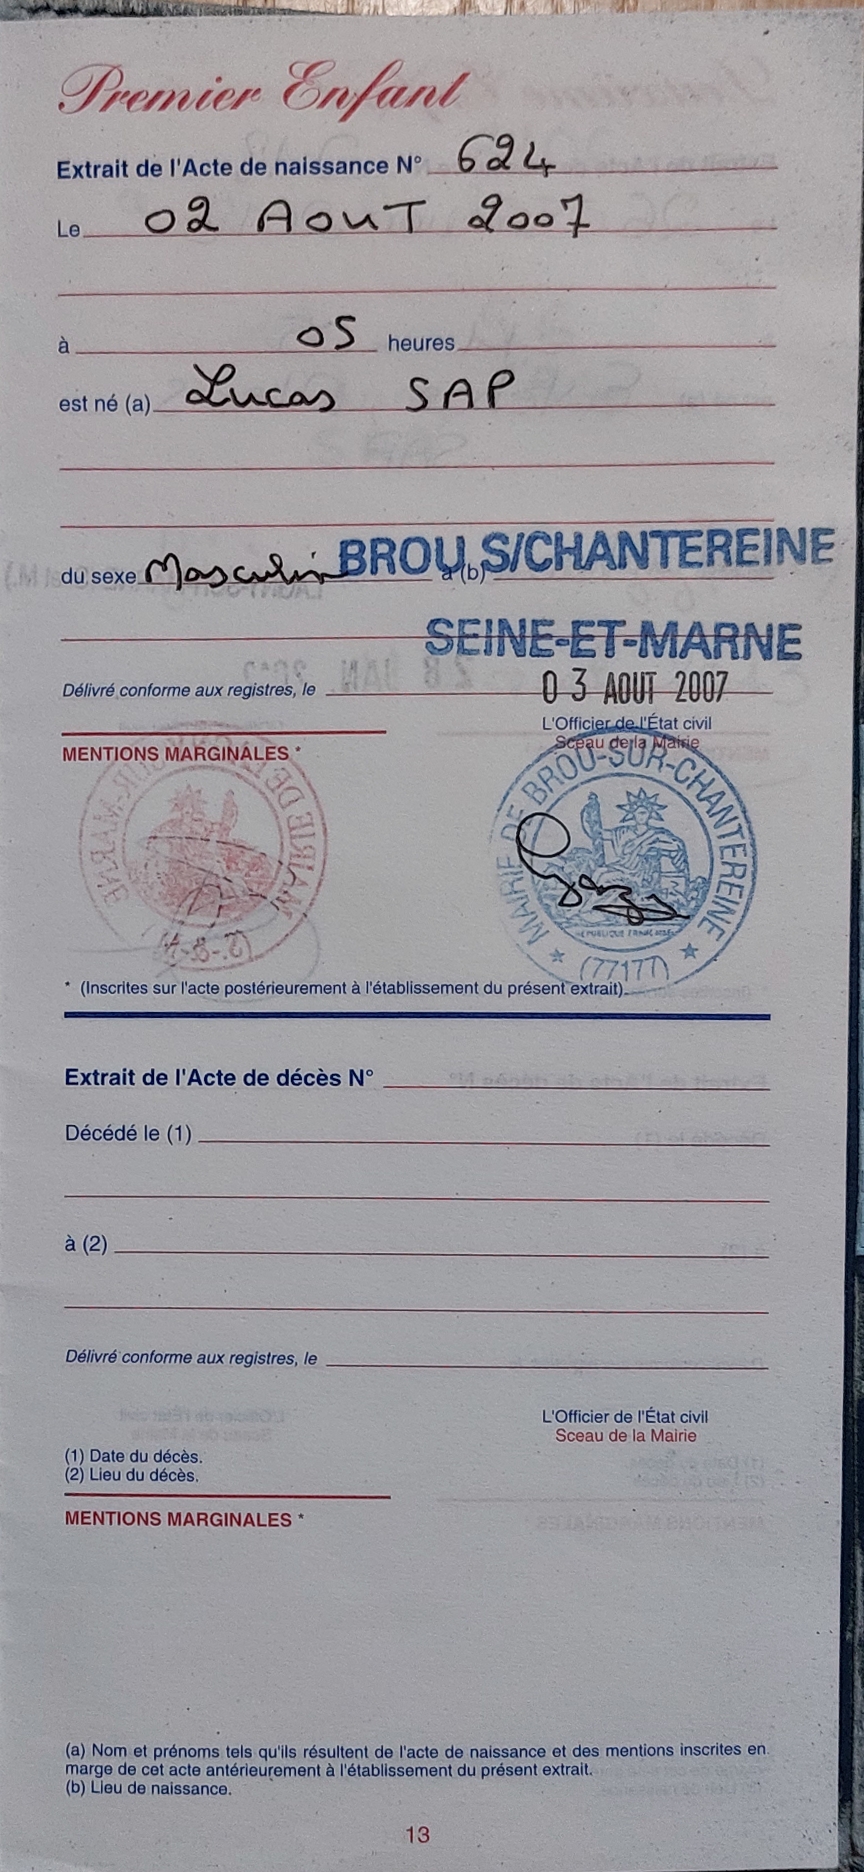 Premier Enfant
Extrait de l'Acte de naissance N° 624
Le 02 AOUT 2007
à 05 heures
est né (a) Lucas SAP
du sexe Masculin à (b) BROU S/CHANTEREINE
SEINE-ET-MARNE
Délivré conforme aux registres, le 03 AOUT 2007
L'Officier de l'État civil
Sceau de la Mairie
MENTIONS MARGINALES *
MAIRIE DE BROU-SUR-CHANTEREINE
RÉPUBLIQUE FRANÇAISE
★ (77177) ★
* (Inscrites sur l'acte postérieurement à l'établissement du présent extrait).
Extrait de l'Acte de décès N°
Décédé le (1)
à (2)
Délivré conforme aux registres, le
L'Officier de l'État civil
Sceau de la Mairie
(1) Date du décès.
(2) Lieu du décès.
MENTIONS MARGINALES *
(a) Nom et prénoms tels qu'ils résultent de l'acte de naissance et des mentions inscrites en
marge de cet acte antérieurement à l'établissement du présent extrait.
(b) Lieu de naissance.
13